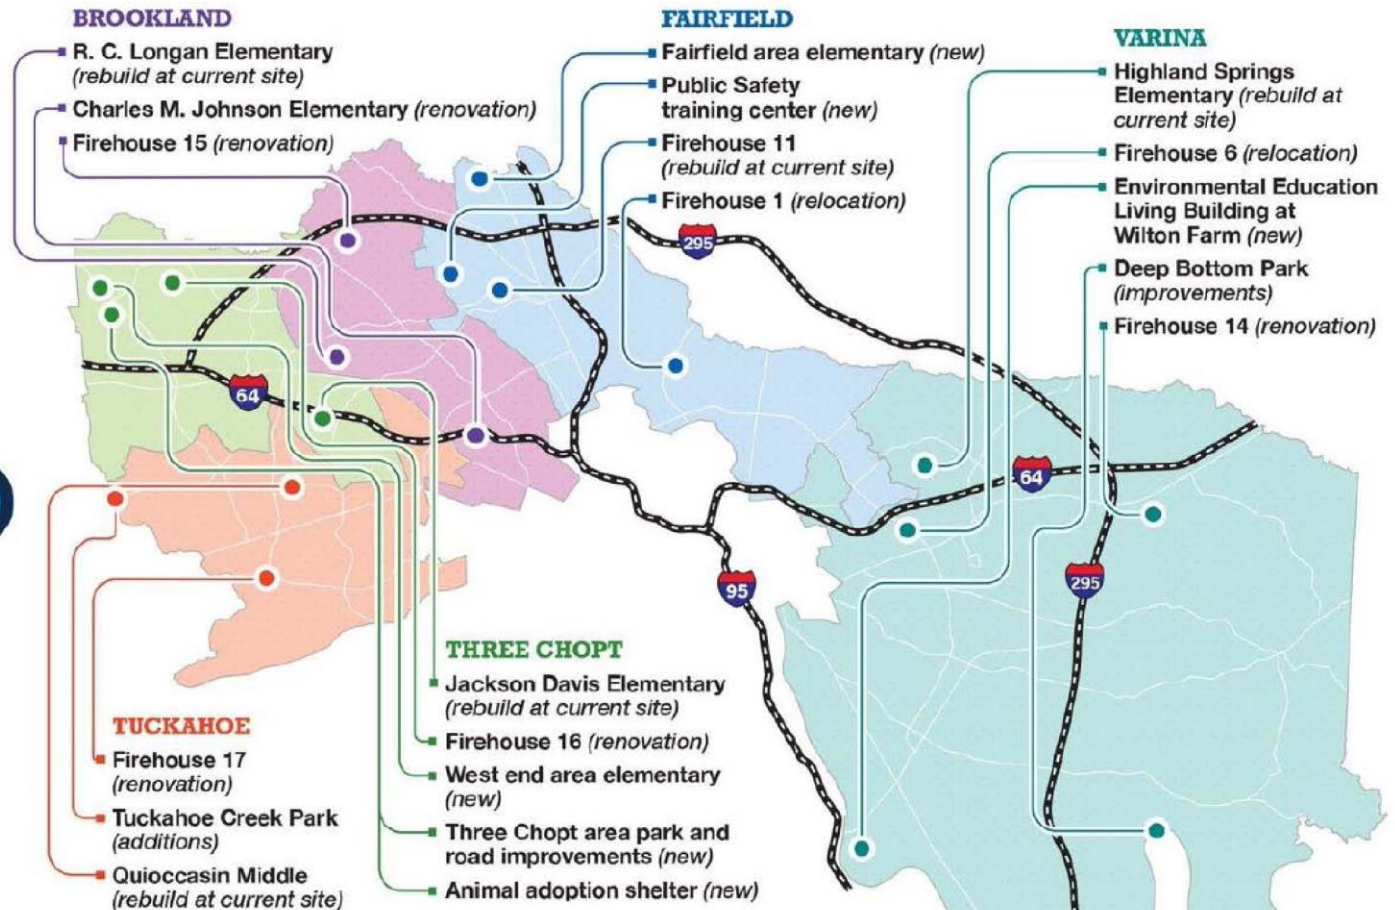 BROOKLAND
R. C. Longan Elementary
(rebuild at current site)
Charles M. Johnson Elementary (renovation)
Firehouse 15 (renovation)
FAIRFIELD
Fairfield area elementary (new)
Public Safety
training center (new)
Firehouse 11
(rebuild at current site)
Firehouse 1 (relocation)
VARINA
Highland Springs
Elementary (rebuild at
current site)
Firehouse 6 (relocation)
Environmental Education
Living Building at
Wilton Farm (new)
Deep Bottom Park
(improvements)
Firehouse 14 (renovation)
295
64
64
95
295
THREE CHOPT
Jackson Davis Elementary
(rebuild at current site)
Firehouse 16 (renovation)
West end area elementary
(new)
Three Chopt area park and
road improvements (new)
Animal adoption shelter (new)
TUCKAHOE
Firehouse 17
(renovation)
Tuckahoe Creek Park
(additions)
Quioccasin Middle
(rebuild at current site)